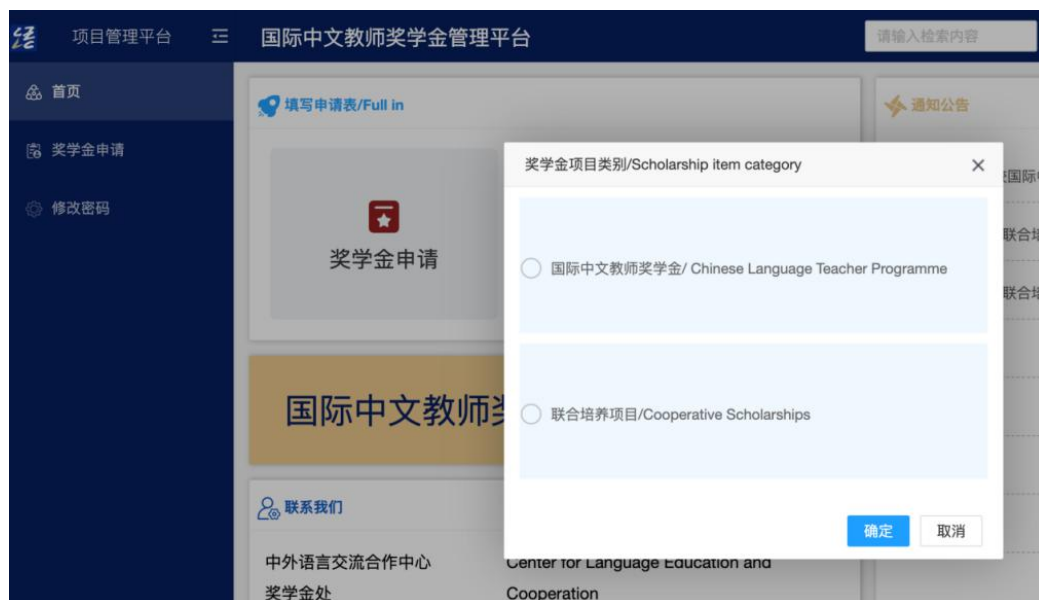 项目管理平台
国际中文教师奖学金管理平台
请输入检索内容
首页
奖学金申请
修改密码
填写申请表/Full in
通知公告
奖学金申请
奖学金项目类别/Scholarship item category
国际中文教师奖学金/ Chinese Language Teacher Programme
联合培养项目/Cooperative Scholarships
确定
取消
国际
联合
联合
国际中文教师
联系我们
中外语言交流合作中心
奖学金处
Center for Language Education and
Cooperation